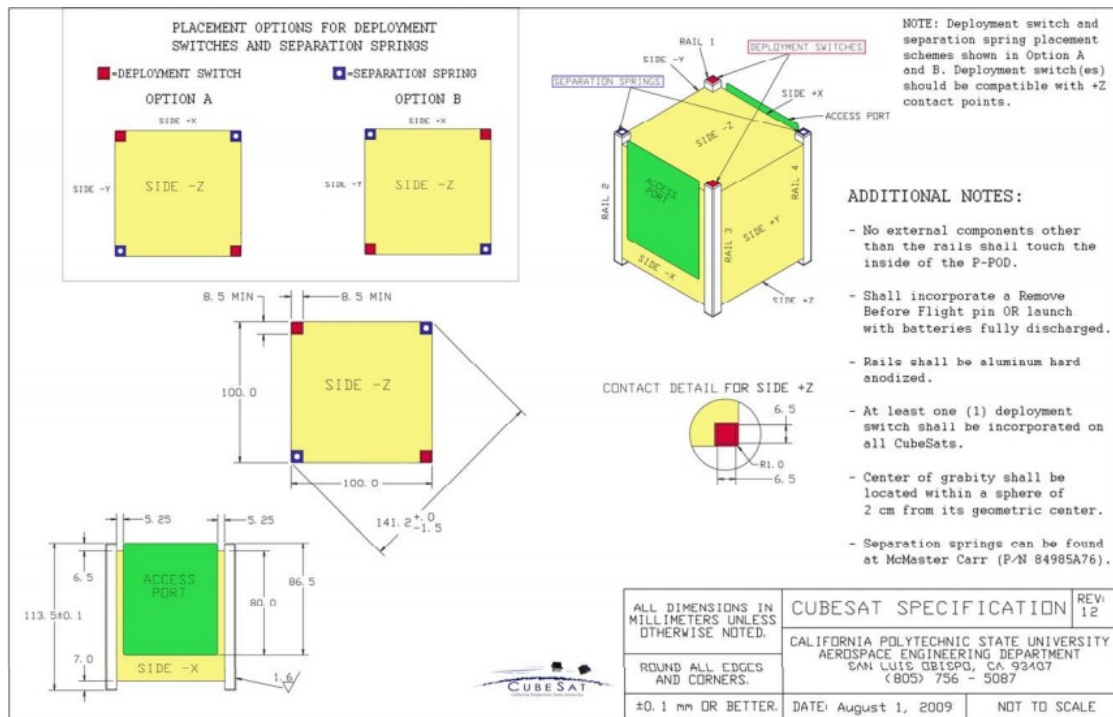 PLACEMENT OPTIONS FOR DEPLOYMENT
SWITCHES AND SEPARATION SPRINGS
=DEPLOYMENT SWITCH
=SEPARATION SPRING
OPTION A
OPTION B
SIDE +X
SIDE -Y
SIDE -Z
SIDE +X
SIDE -Y
SIDE -Z
RAIL 1
DEPLOYMENT SWITCHES
SIDE -Y
SEPARATION SPRINGS
SIDE +X
ACCESS PORT
SIDE -Z
ACCESS
PORT
RAIL 2
RAIL 4
RAIL 3
SIDE +Y
SIDE -X
SIDE +Z
NOTE: Deployment switch and
separation spring placement
schemes shown in Option A
and B. Deployment switch(es)
should be compatible with +Z
contact points.
ADDITIONAL NOTES:
- No external components other
than the rails shall touch the
inside of the P-POD.
- Shall incorporate a Remove
Before Flight pin OR launch
with batteries fully discharged.
- Rails shall be aluminum hard
anodized.
- At least one (1) deployment
switch shall be incorporated on
all CubeSats.
- Center of grabity shall be
located within a sphere of
2 cm from its geometric center.
- Separation springs can be found
at McMaster Carr (P/N 84985A76).
8.5 MIN
8.5 MIN
SIDE -Z
100.0
100.0
141.2 +.0 -1.5
CONTACT DETAIL FOR SIDE +Z
6.5
R1.0
6.5
5.25
5.25
6.5
ACCESS
PORT
86.5
80.0
113.5±0.1
7.0
SIDE -X
1.6
CUBESAT
ALL DIMENSIONS IN
MILLIMETERS UNLESS
OTHERWISE NOTED.
ROUND ALL EDGES
AND CORNERS.
±0.1 mm OR BETTER.
CUBESAT SPECIFICATION
REV:
12
CALIFORNIA POLYTECHNIC STATE UNIVERSITY
AEROSPACE ENGINEERING DEPARTMENT
SAN LUIS OBISPO, CA 93407
(805) 756 - 5087
DATE: August 1, 2009
NOT TO SCALE